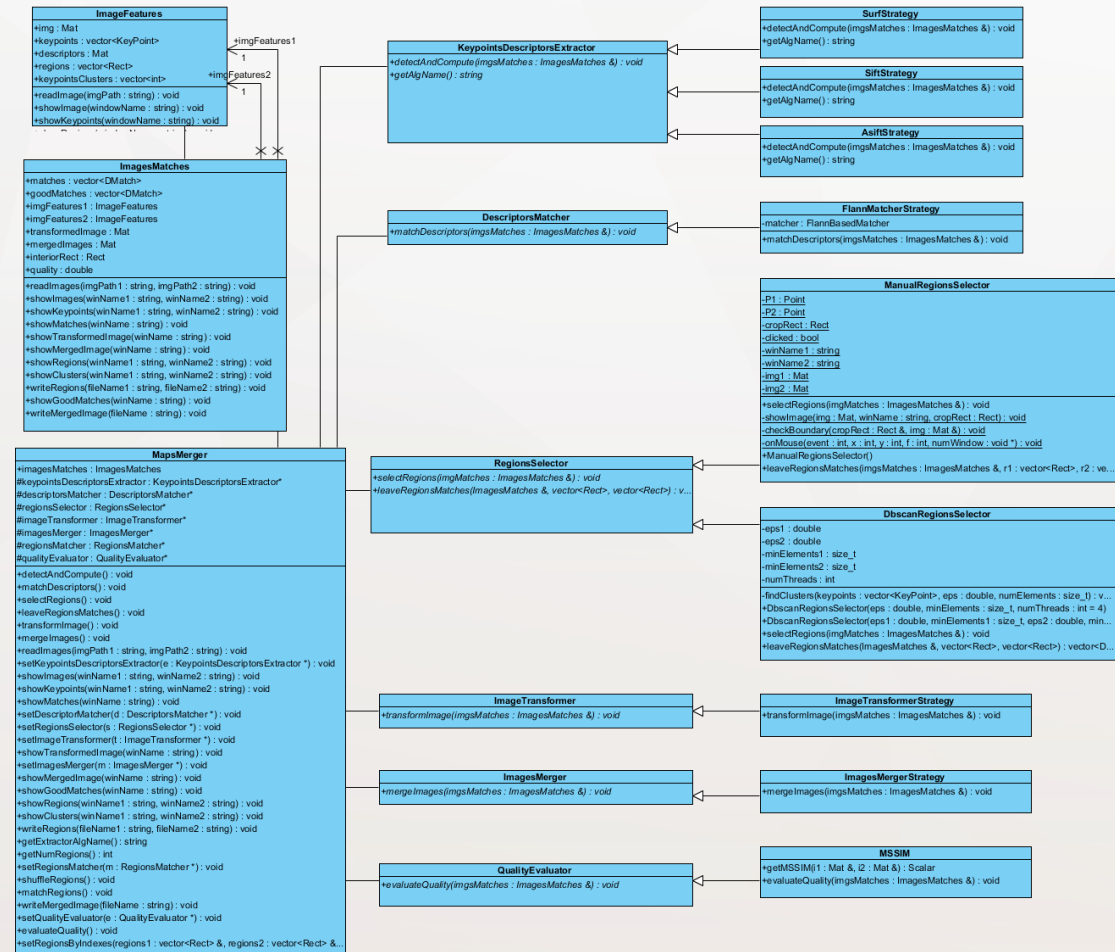 ImageFeatures
+img : Mat
+keypoints : vector<KeyPoint>
+descriptors : Mat
+regions : vector<Rect>
+keypointsClusters : vector<int>
+readImage(imgPath : string) : void
+showImage(windowName : string) : void
+showKeypoints(windowName : string) : void
+imgFeatures1
1
+imgFeatures2
1
ImagesMatches
+matches : vector<DMatch>
+goodMatches : vector<DMatch>
+imgFeatures1 : ImageFeatures
+imgFeatures2 : ImageFeatures
+transformedImage : Mat
+mergedImages : Mat
+interiorRect : Rect
+quality : double
+readImages(imgPath1 : string, imgPath2 : string) : void
+showImages(winName1 : string, winName2 : string) : void
+showKeypoints(winName1 : string, winName2 : string) : void
+showMatches(winName : string) : void
+showTransformedImage(winName : string) : void
+showMergedImage(winName : string) : void
+showRegions(winName1 : string, winName2 : string) : void
+showClusters(winName1 : string, winName2 : string) : void
+writeRegions(fileName1 : string, fileName2 : string) : void
+showGoodMatches(winName : string) : void
+writeMergedImage(fileName : string) : void
MapsMerger
+imagesMatches : ImagesMatches
#keypointsDescriptorsExtractor : KeypointsDescriptorsExtractor*
#descriptorsMatcher : DescriptorsMatcher*
#regionsSelector : RegionsSelector*
#imageTransformer : ImageTransformer*
#imagesMerger : ImagesMerger*
#regionsMatcher : RegionsMatcher*
#qualityEvaluator : QualityEvaluator*
+detectAndCompute() : void
+matchDescriptors() : void
+selectRegions() : void
+leaveRegionsMatches() : void
+transformImage() : void
+mergeImages() : void
+readImages(imgPath1 : string, imgPath2 : string) : void
+setKeypointsDescriptorsExtractor(e : KeypointsDescriptorsExtractor *) : void
+showImages(winName1 : string, winName2 : string) : void
+showKeypoints(winName1 : string, winName2 : string) : void
+showMatches(winName : string) : void
+setDescriptorMatcher(d : DescriptorsMatcher *) : void
+setRegionsSelector(s : RegionsSelector *) : void
+setImageTransformer(t : ImageTransformer *) : void
+showTransformedImage(winName : string) : void
+setImagesMerger(m : ImagesMerger *) : void
+showMergedImage(winName : string) : void
+showGoodMatches(winName : string) : void
+showRegions(winName1 : string, winName2 : string) : void
+showClusters(winName1 : string, winName2 : string) : void
+writeRegions(fileName1 : string, fileName2 : string) : void
+getExtractorAlgName() : string
+getNumRegions() : int
+setRegionsMatcher(m : RegionsMatcher *) : void
+shuffleRegions() : void
+matchRegions() : void
+writeMergedImage(fileName : string) : void
+setQualityEvaluator(e : QualityEvaluator *) : void
+evaluateQuality() : void
+setRegionsByIndexes(regions1 : vector<Rect> &, regions2 : vector<Rect> &...
KeypointsDescriptorsExtractor
+detectAndCompute(imgsMatches : ImagesMatches &) : void
+getAlgName() : string
DescriptorsMatcher
+matchDescriptors(imgsMatches : ImagesMatches &) : void
RegionsSelector
+selectRegions(imgMatches : ImagesMatches &) : void
+leaveRegionsMatches(ImagesMatches &, vector<Rect>, vector<Rect>) : v...
ImageTransformer
+transformImage(imgsMatches : ImagesMatches &) : void
ImagesMerger
+mergeImages(imgsMatches : ImagesMatches &) : void
QualityEvaluator
+evaluateQuality(imgsMatches : ImagesMatches &) : void
SurfStrategy
+detectAndCompute(imgsMatches : ImagesMatches &) : void
+getAlgName() : string
SiftStrategy
+detectAndCompute(imgsMatches : ImagesMatches &) : void
+getAlgName() : string
AsiftStrategy
+detectAndCompute(imgsMatches : ImagesMatches &) : void
+getAlgName() : string
FlannMatcherStrategy
-matcher : FlannBasedMatcher
+matchDescriptors(imgsMatches : ImagesMatches &) : void
ManualRegionsSelector
-P1 : Point
-P2 : Point
-cropRect : Rect
-clicked : bool
-winName1 : string
-winName2 : string
-img1 : Mat
-img2 : Mat
+selectRegions(imgMatches : ImagesMatches &) : void
-showImage(img : Mat, winName : string, cropRect : Rect) : void
-checkBoundary(cropRect : Rect &, img : Mat &) : void
-onMouse(event : int, x : int, y : int, f : int, numWindow : void *) : void
+ManualRegionsSelector()
+leaveRegionsMatches(imgsMatches : ImagesMatches &, r1 : vector<Rect>, r2 : ve...
DbscanRegionsSelector
-eps1 : double
-eps2 : double
-minElements1 : size_t
-minElements2 : size_t
-numThreads : int
-findClusters(keypoints : vector<KeyPoint>, eps : double, numElements : size_t) : v...
+DbscanRegionsSelector(eps : double, minElements : size_t, numThreads : int = 4)
+DbscanRegionsSelector(eps1 : double, minElements1 : size_t, eps2 : double, min...
+selectRegions(imgMatches : ImagesMatches &) : void
+leaveRegionsMatches(ImagesMatches &, vector<Rect>, vector<Rect>) : vector<D...
ImageTransformerStrategy
+transformImage(imgsMatches : ImagesMatches &) : void
ImagesMergerStrategy
+mergeImages(imgsMatches : ImagesMatches &) : void
MSSIM
+getMSSIM(i1 : Mat &, i2 : Mat &) : Scalar
+evaluateQuality(imgsMatches : ImagesMatches &) : void